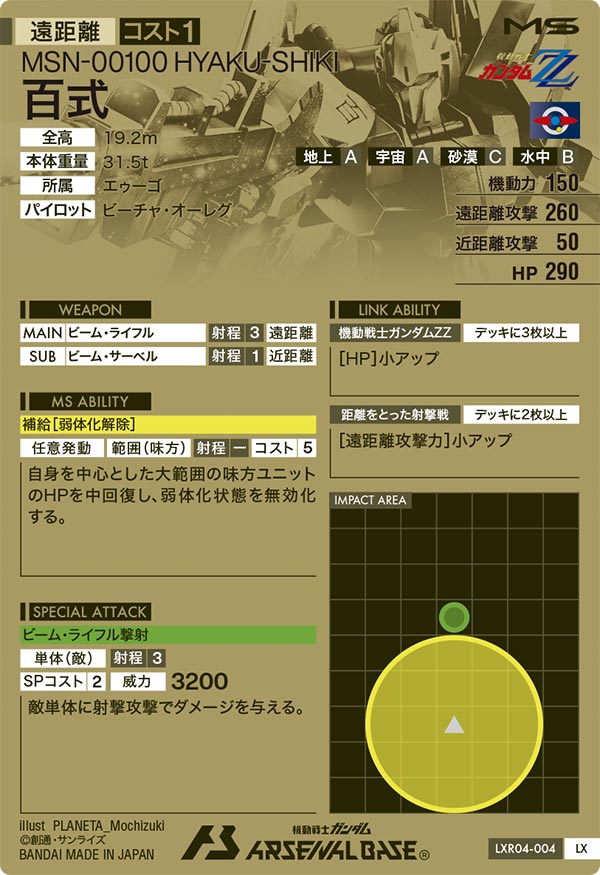 遠距離 コスト1
MS
MSN-00100 HYAKU-SHIKI
機動戦士ガンダムZZ
百式
百
全高 19.2m
本体重量 31.5t
所属 エゥーゴ
パイロット ビーチャ・オーレグ
地上 A 宇宙 A 砂漠 C 水中 B
機動力 150
遠距離攻撃 260
近距離攻撃 50
HP 290
WEAPON
MAIN ビーム・ライフル 射程 3 遠距離
SUB ビーム・サーベル 射程 1 近距離
MS ABILITY
補給[弱体化解除]
任意発動 範囲(味方) 射程 ー コスト 5
自身を中心とした大範囲の味方ユニット
のHPを中回復し、弱体化状態を無効化
する。
SPECIAL ATTACK
ビーム・ライフル撃射
単体(敵) 射程 3
SPコスト 2 威力 3200
敵単体に射撃攻撃でダメージを与える。
LINK ABILITY
機動戦士ガンダムZZ デッキに3枚以上
[HP]小アップ
距離をとった射撃戦 デッキに2枚以上
[遠距離攻撃力]小アップ
IMPACT AREA
illust PLANETA_Mochizuki
©創通・サンライズ
BANDAI MADE IN JAPAN
機動戦士ガンダム
AB ARSENAL BASE®
LXR04-004 LX